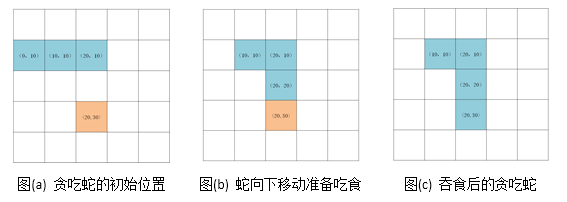 (0, 10) (10, 10) (20, 10)
(20,30)
(10, 10) (20, 10)
(20, 20)
(20,30)
(10, 10) (20, 10)
(20, 20)
(20,30)
图(a) 贪吃蛇的初始位置
图(b) 蛇向下移动准备吃食
图(c) 吞食后的贪吃蛇